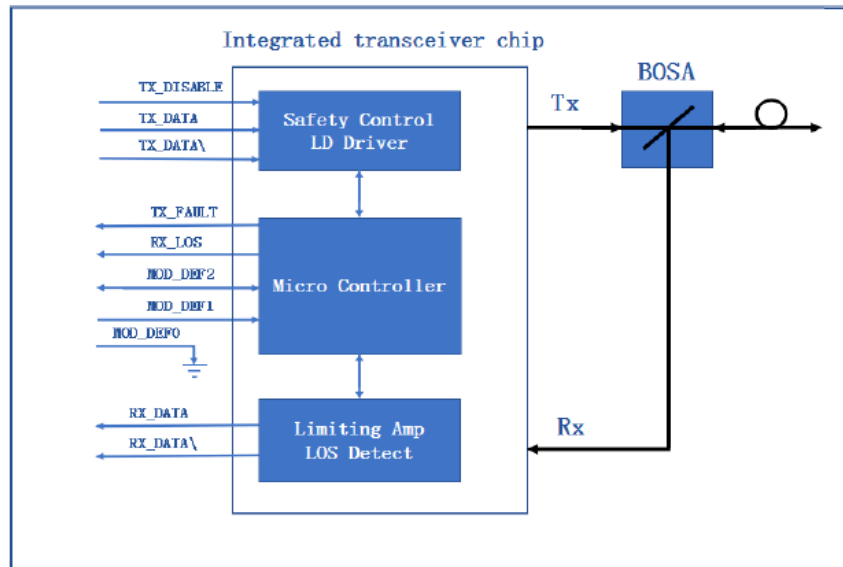 Integrated transceiver chip
BOSA
TX_DISABLE
TX_DATA
TX_DATA\
Safety Control
LD Driver
Tx
TX_FAULT
RX_LOS
MOD_DEF2
MOD_DEF1
MOD_DEF0
Micro Controller
RX_DATA
RX_DATA\
Limiting Amp
LOS Detect
Rx